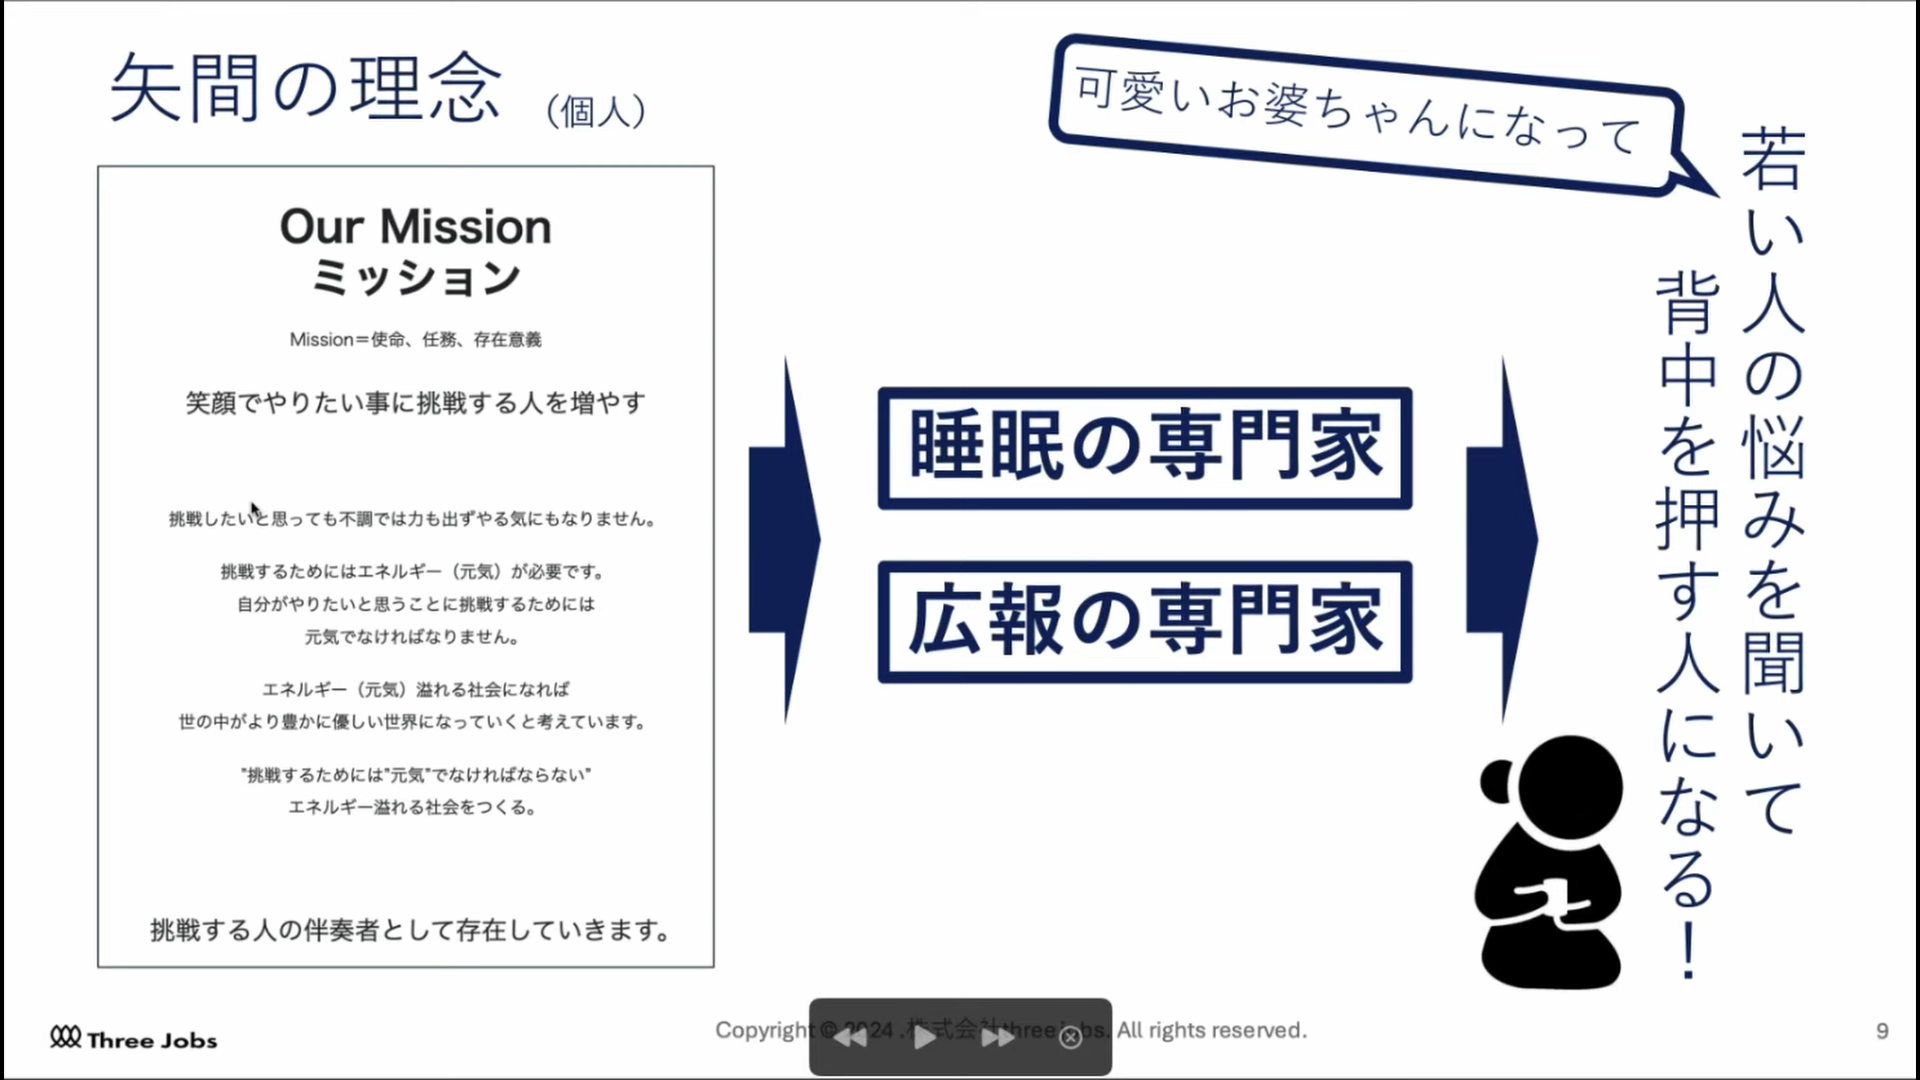 矢間の理念 （個人）
Our Mission
ミッション
Mission＝使命、任務、存在意義
笑顔でやりたい事に挑戦する人を増やす
挑戦したいと思っても不調では力も出ずやる気にもなりません。
挑戦するためにはエネルギー（元気）が必要です。
自分がやりたいと思うことに挑戦するためには
元気でなければなりません。
エネルギー（元気）溢れる社会になれば
世の中がより豊かに優しい世界になっていくと考えています。
"挑戦するためには"元気"でなければならない"
エネルギー溢れる社会をつくる。
挑戦する人の伴奏者として存在していきます。
睡眠の専門家
広報の専門家
可愛いお婆ちゃんになって
若い人の悩みを聞いて
背中を押す人になる！
Three Jobs
Copyright © 2024 .株式会社threejobs. All rights reserved.
9